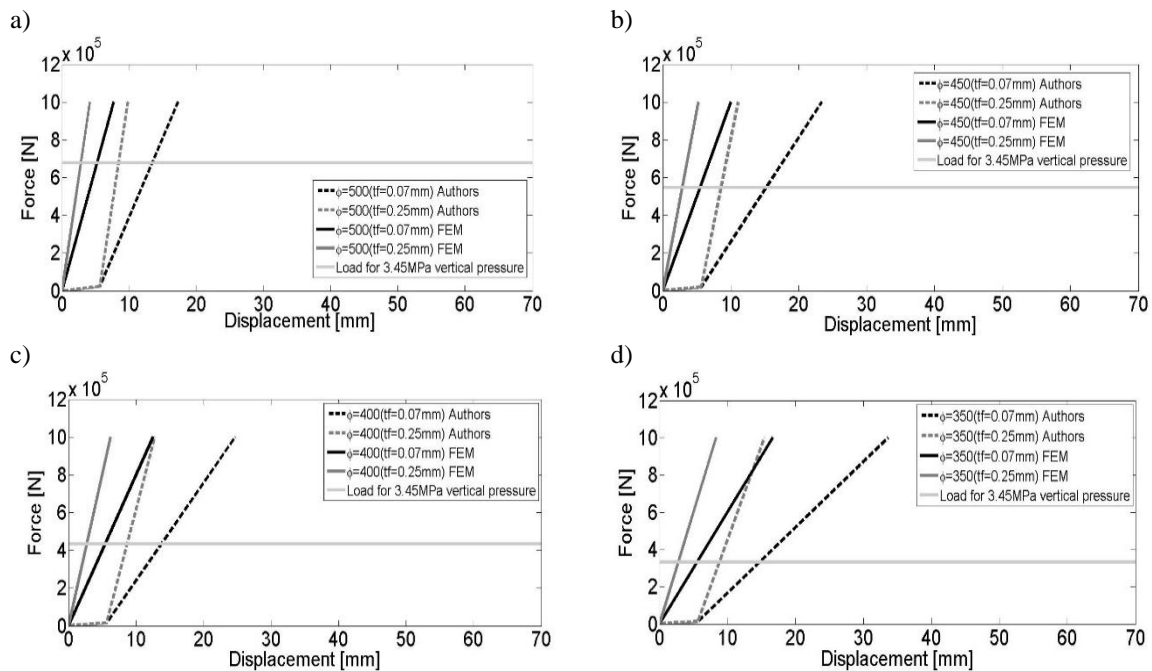 a)
12 x 10^5
10
8
6
4
2
0
Force [N]
0 10 20 30 40 50 60 70
Displacement [mm]
ϕ=500(tf=0.07mm) Authors
ϕ=500(tf=0.25mm) Authors
ϕ=500(tf=0.07mm) FEM
ϕ=500(tf=0.25mm) FEM
Load for 3.45MPa vertical pressure
b)
12 x 10^5
10
8
6
4
2
0
Force [N]
0 10 20 30 40 50 60 70
Displacement [mm]
ϕ=450(tf=0.07mm) Authors
ϕ=450(tf=0.25mm) Authors
ϕ=450(tf=0.07mm) FEM
ϕ=450(tf=0.25mm) FEM
Load for 3.45MPa vertical pressure
c)
12 x 10^5
10
8
6
4
2
0
Force [N]
0 10 20 30 40 50 60 70
Displacement [mm]
ϕ=400(tf=0.07mm) Authors
ϕ=400(tf=0.25mm) Authors
ϕ=400(tf=0.07mm) FEM
ϕ=400(tf=0.25mm) FEM
Load for 3.45MPa vertical pressure
d)
12 x 10^5
10
8
6
4
2
0
Force [N]
0 10 20 30 40 50 60 70
Displacement [mm]
ϕ=350(tf=0.07mm) Authors
ϕ=350(tf=0.25mm) Authors
ϕ=350(tf=0.07mm) FEM
ϕ=350(tf=0.25mm) FEM
Load for 3.45MPa vertical pressure